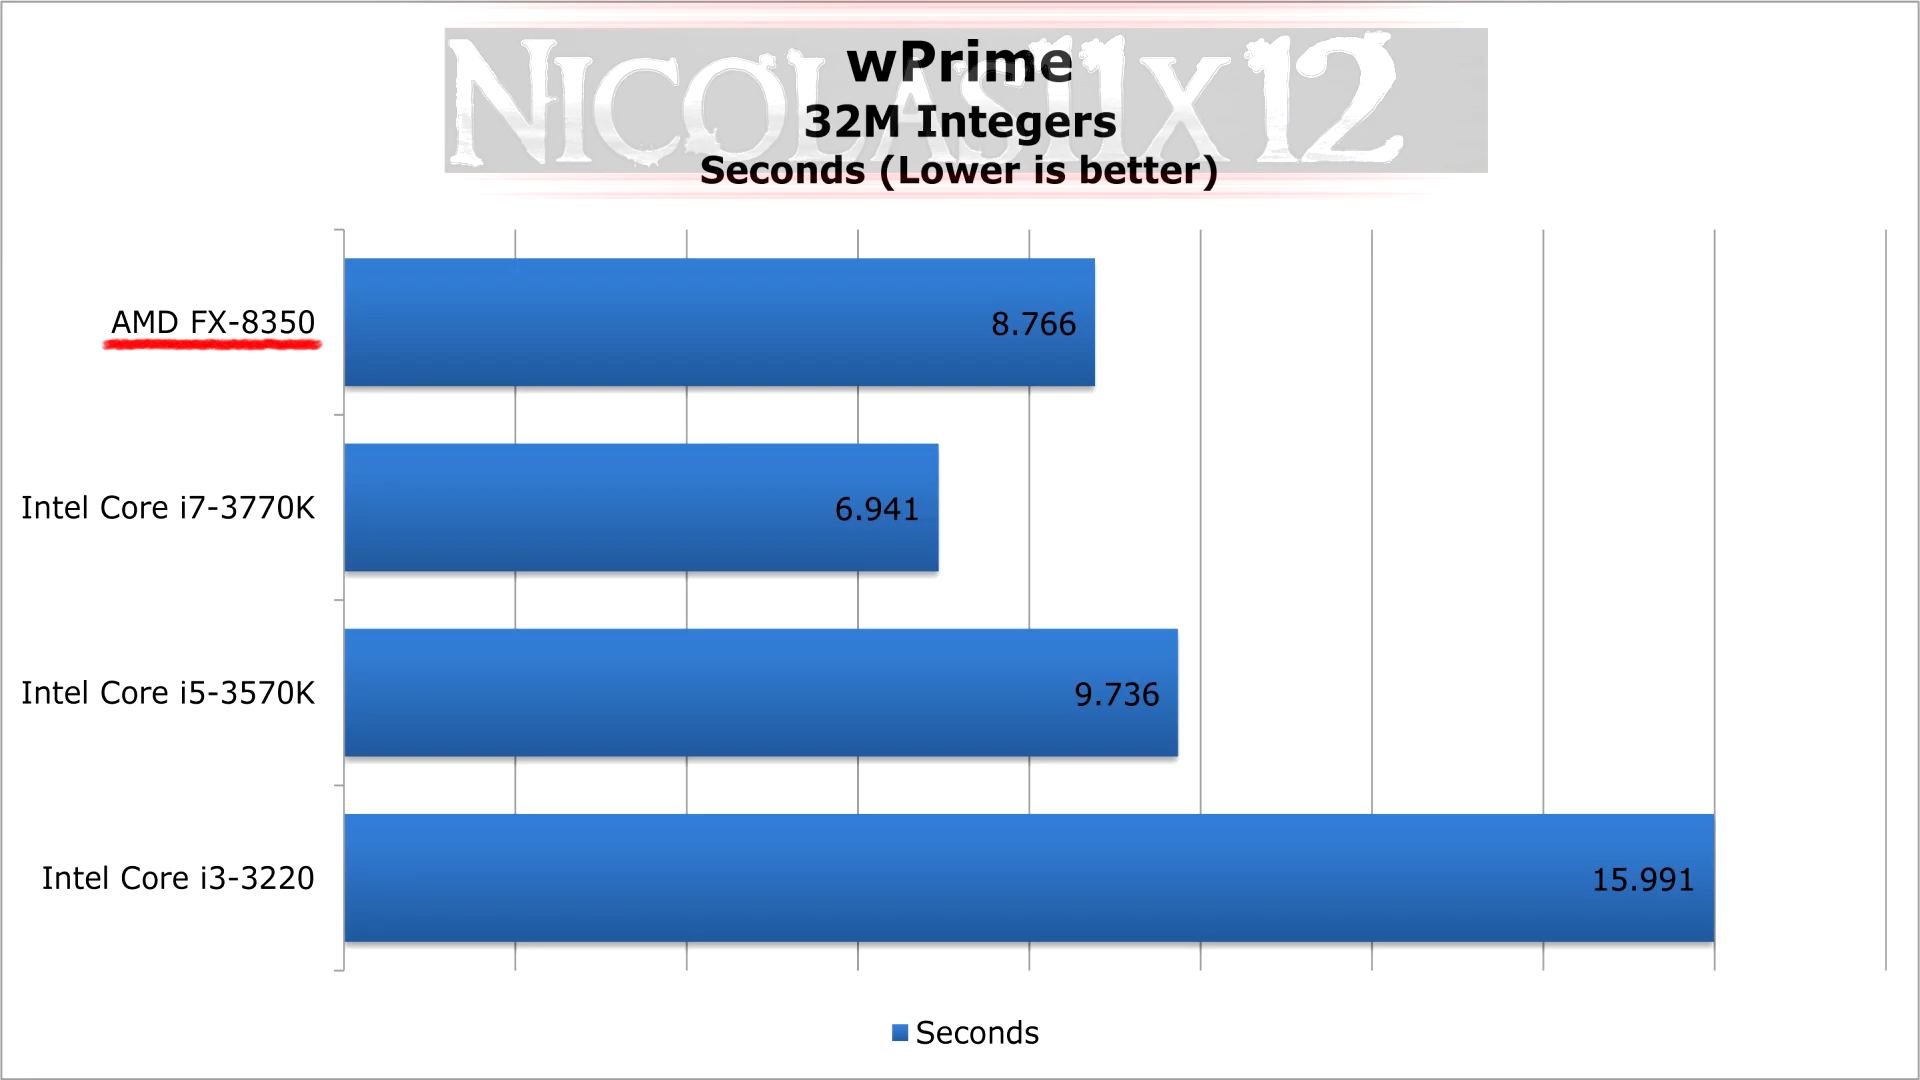 NICOLAS11X12
wPrime
32M Integers
Seconds (Lower is better)
AMD FX-8350
8.766
Intel Core i7-3770K
6.941
Intel Core i5-3570K
9.736
Intel Core i3-3220
15.991
Seconds